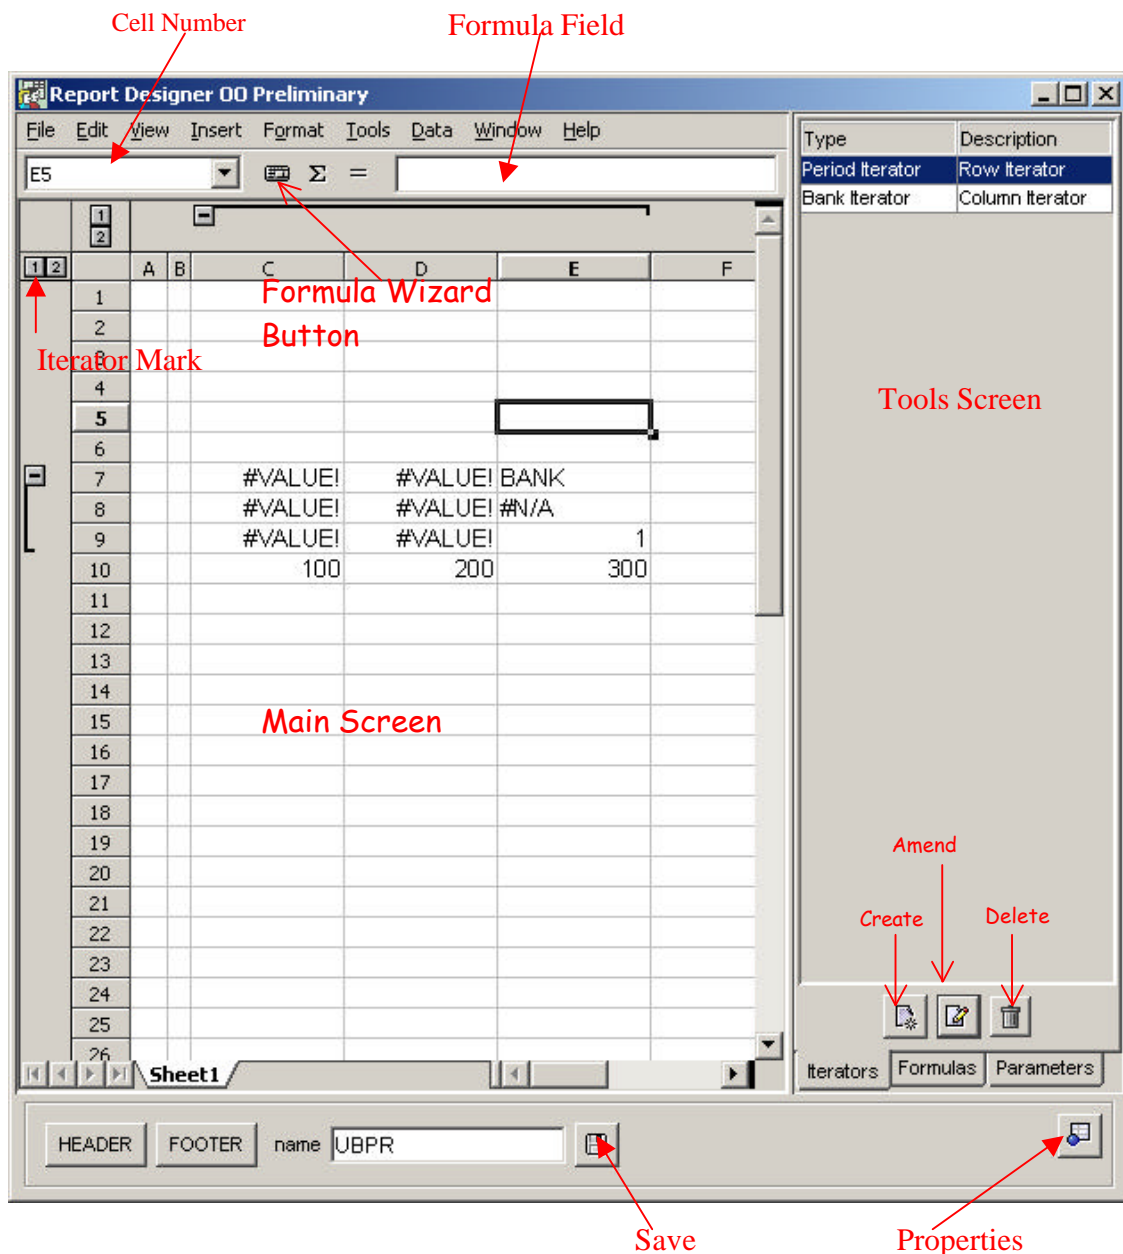 Cell Number
Formula Field
Report Designer OO Preliminary
File Edit View Insert Format Tools Data Window Help
E5
Σ =
Type Description
Period Iterator Row Iterator
Bank Iterator Column Iterator
1
2
1 2
A B C D E F
1
Formula Wizard
2
Button
3
Iterator Mark
4
Tools Screen
5
6
7 #VALUE! #VALUE! BANK
8 #VALUE! #VALUE! #N/A
9 #VALUE! #VALUE! 1
10 100 200 300
11
12
13
14
15
Main Screen
16
17
18
19
20
21
22
23
24
25
26
Amend
Create
Delete
Sheet1
Iterators Formulas Parameters
HEADER FOOTER name UBPR
Save
Properties